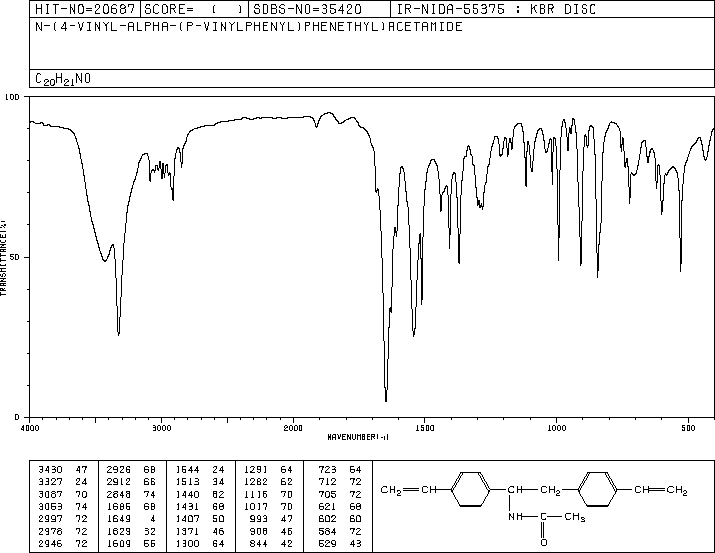 HIT-NO=20687 SCORE= ( ) SDBS-NO=35420 IR-NIDA-55375 : KBR DISC
N-(4-VINYL-ALPHA-(P-VINYLPHENYL)PHENETHYL)ACETAMIDE
C20H21NO
100
50
0
TRANSMITTANCE(%)
4000 3000 2000 1500 1000 500
WAVENUMBER(-1)
3430 47 2926 68 1544 24 1291 64 723 64
3327 24 2912 66 1513 34 1282 62 712 72
3087 70 2848 74 1440 82 1116 70 705 72
3053 74 1685 68 1431 68 1017 70 621 68
2997 72 1649 4 1407 50 993 47 602 60
2978 72 1629 32 1371 46 908 46 584 72
2946 72 1609 55 1300 64 844 42 529 43
CH2 CH CH CH2 CH CH2
NH CH3
O